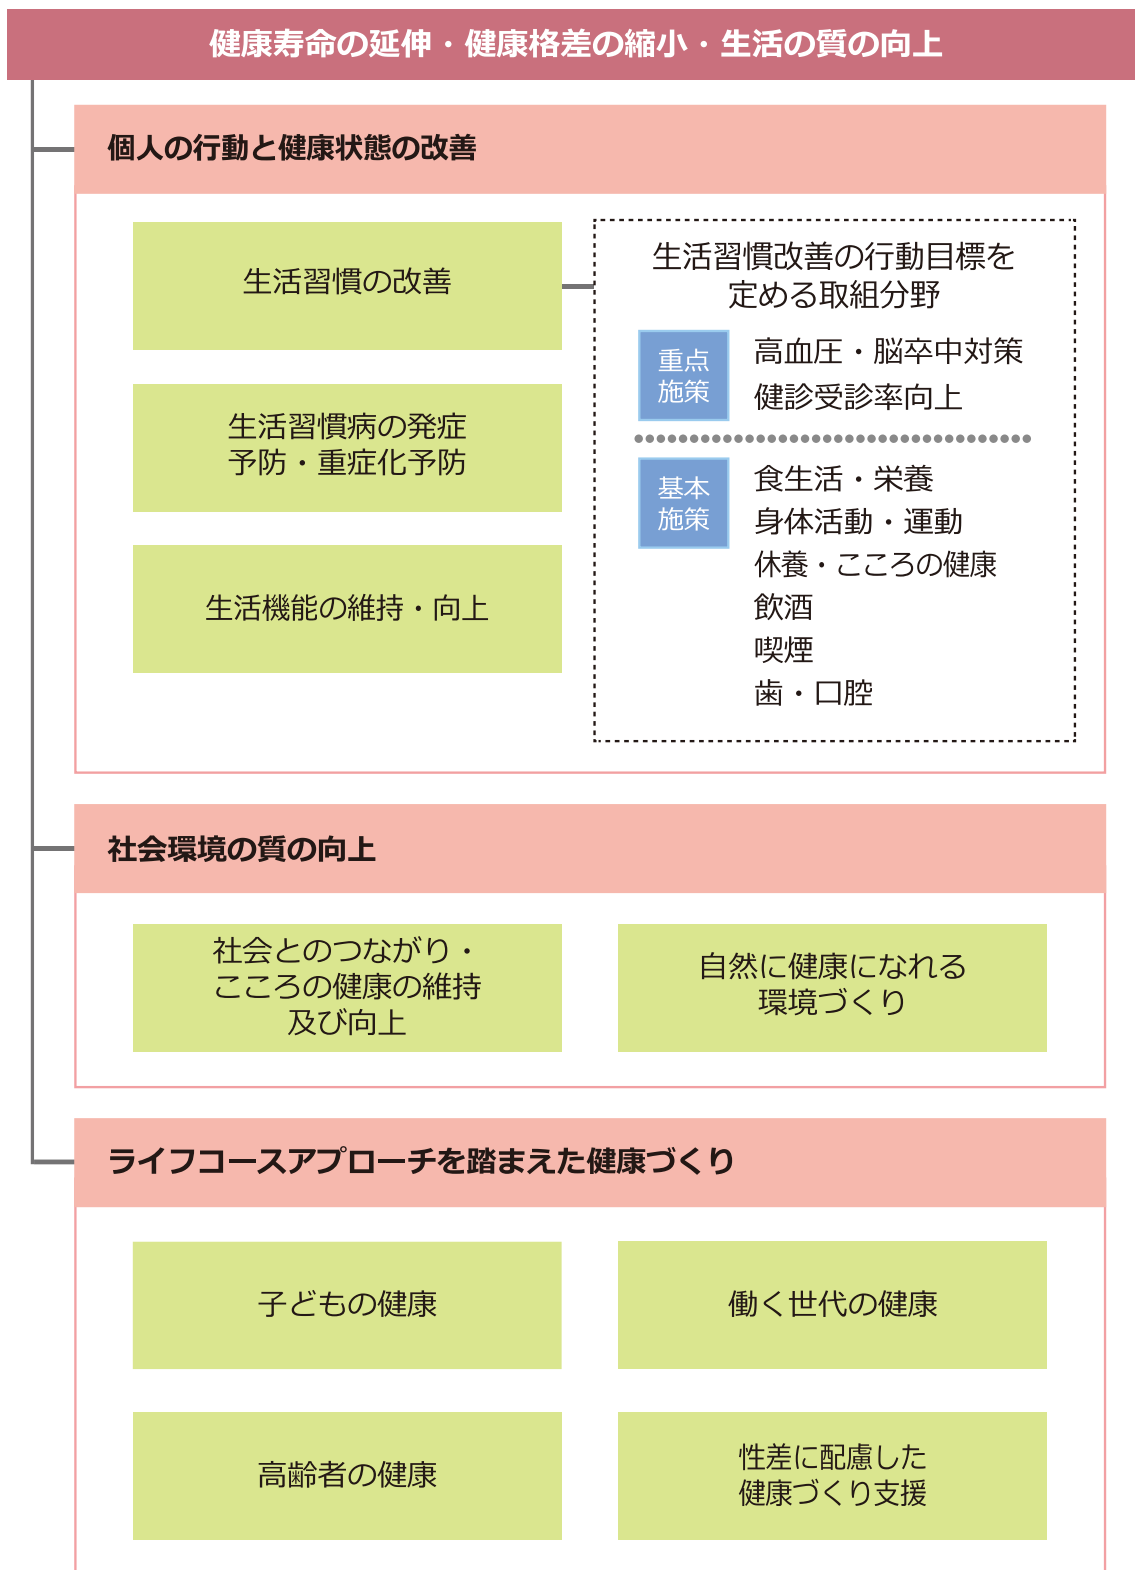 健康寿命の延伸・健康格差の縮小・生活の質の向上
個人の行動と健康状態の改善
生活習慣の改善
生活習慣病の発症
予防・重症化予防
生活機能の維持・向上
生活習慣改善の行動目標を
定める取組分野
重点
施策
高血圧・脳卒中対策
健診受診率向上
基本
施策
食生活・栄養
身体活動・運動
休養・こころの健康
飲酒
喫煙
歯・口腔
社会環境の質の向上
社会とのつながり・
こころの健康の維持
及び向上
自然に健康になれる
環境づくり
ライフコースアプローチを踏まえた健康づくり
子どもの健康
働く世代の健康
高齢者の健康
性差に配慮した
健康づくり支援